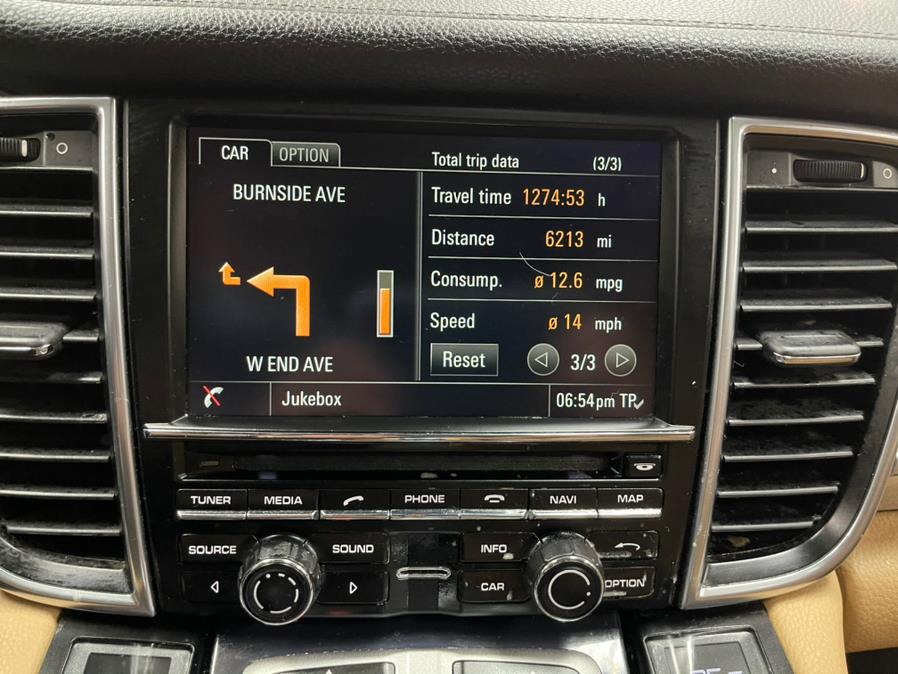 CAR OPTION Total trip data (3/3)
BURNSIDE AVE
Travel time 1274:53 h
Distance 6213 mi
Consump. ø 12.6 mpg
Speed ø 14 mph
W END AVE
Reset 3/3
Jukebox 06:54pm TP
TUNER MEDIA PHONE NAVI MAP
SOURCE SOUND INFO
CAR OPTION